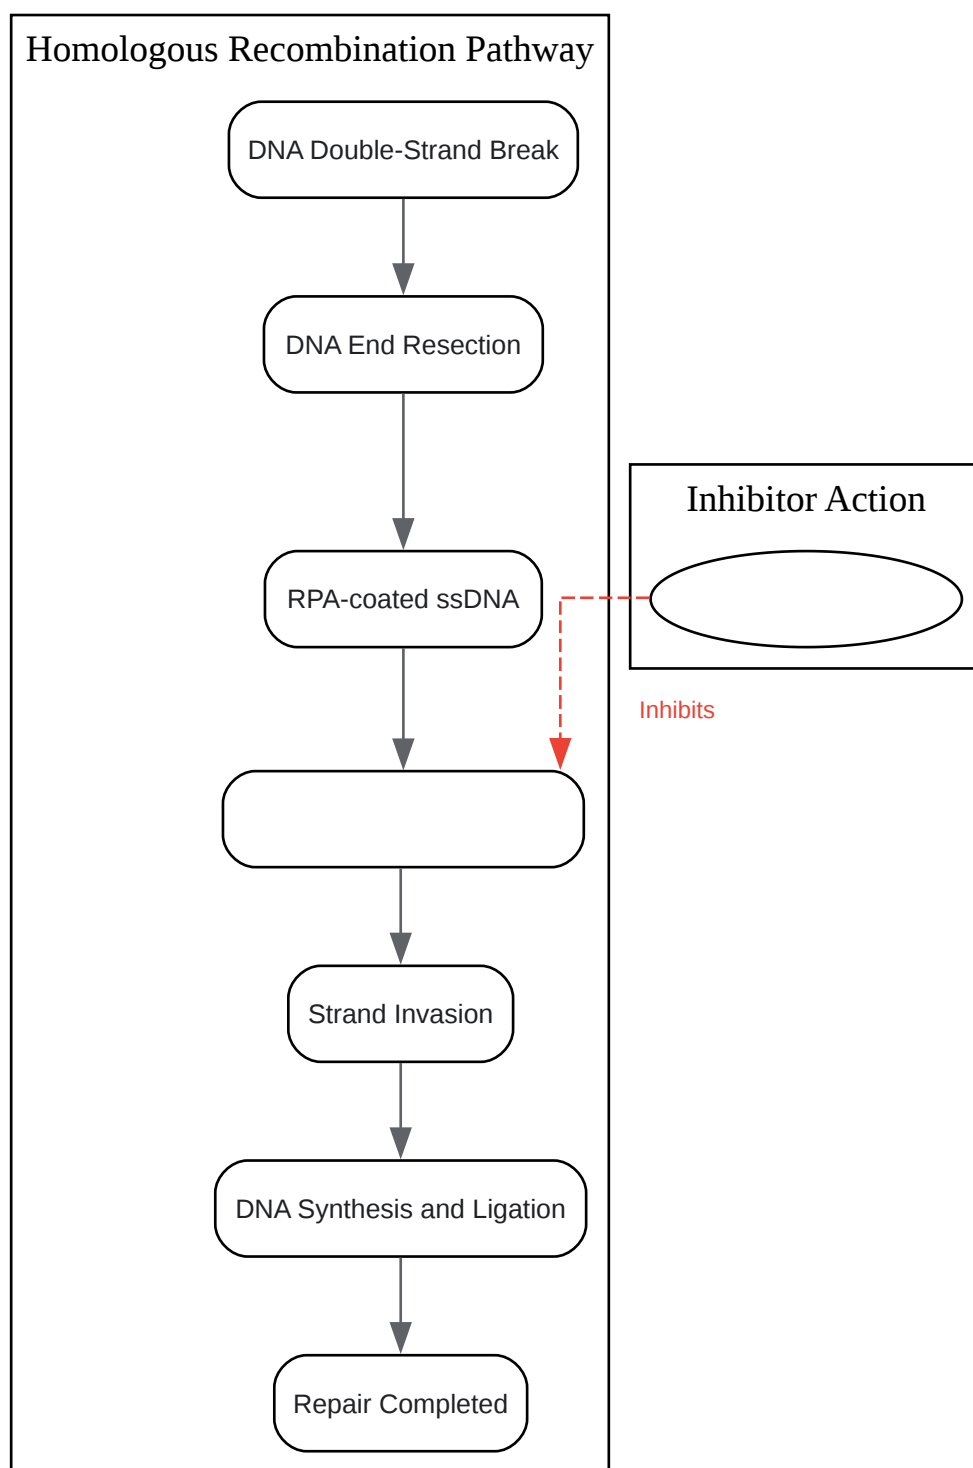 Homologous Recombination Pathway
DNA Double-Strand Break
DNA End Resection
Inhibitor Action
RPA-coated ssDNA
Inhibits
Strand Invasion
DNA Synthesis and Ligation
Repair Completed